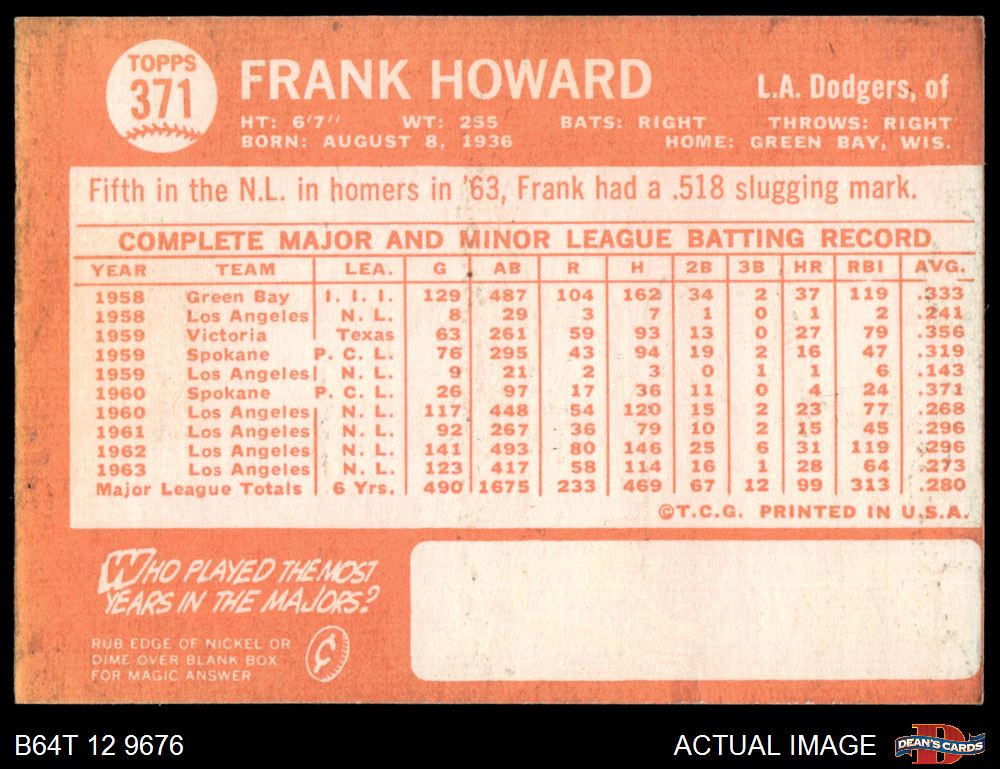 TOPPS
371
FRANK HOWARD
L.A. Dodgers, of
HT: 6'7" WT: 255 BATS: RIGHT THROWS: RIGHT
BORN: AUGUST 8, 1936 HOME: GREEN BAY, WIS.
Fifth in the N.L. in homers in '63, Frank had a .518 slugging mark.
COMPLETE MAJOR AND MINOR LEAGUE BATTING RECORD
YEAR TEAM LEA. G AB R H 2B 3B HR RBI AVG.
1958 Green Bay I. I. I. 129 487 104 162 34 2 37 119 .333
1958 Los Angeles N. L. 8 29 3 7 1 0 1 2 .241
1959 Victoria Texas 63 261 59 93 13 0 27 79 .356
1959 Spokane P. C. L. 76 295 43 94 19 2 16 47 .319
1959 Los Angeles N. L. 9 21 2 3 0 1 1 6 .143
1960 Spokane P. C. L. 26 97 17 36 11 0 4 24 .371
1960 Los Angeles N. L. 117 448 54 120 15 2 23 77 .268
1961 Los Angeles N. L. 92 267 36 79 10 2 15 45 .296
1962 Los Angeles N. L. 141 493 80 146 25 6 31 119 .296
1963 Los Angeles N. L. 123 417 58 114 16 1 28 64 .273
Major League Totals 6 Yrs. 490 1675 233 469 67 12 99 313 .280
©T.C.G. PRINTED IN U.S.A.
WHO PLAYED THE MOST
YEARS IN THE MAJORS?
RUB EDGE OF NICKEL OR
DIME OVER BLANK BOX
FOR MAGIC ANSWER
B64T 12 9676
ACTUAL IMAGE
DEAN'S CARDS